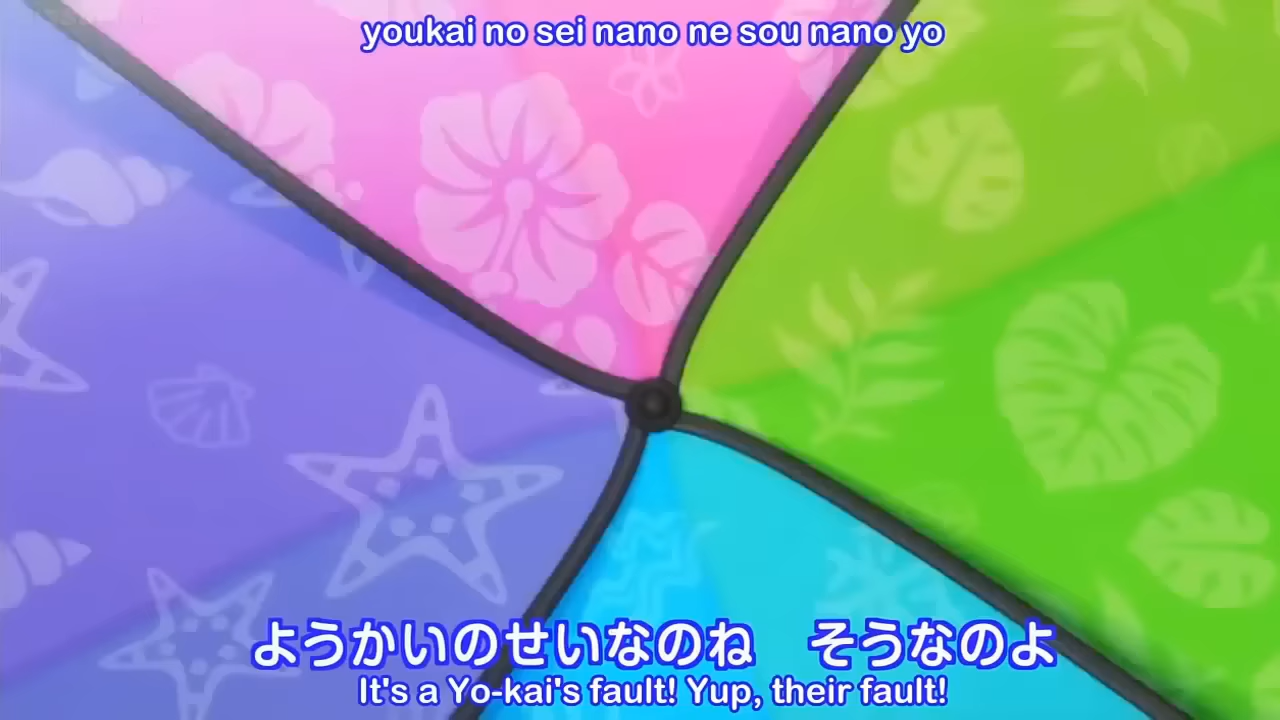 youkai no sei nano ne sou nano yo
ようかいのせいなのね　そうなのよ
It's a Yo-kai's fault! Yup, their fault!